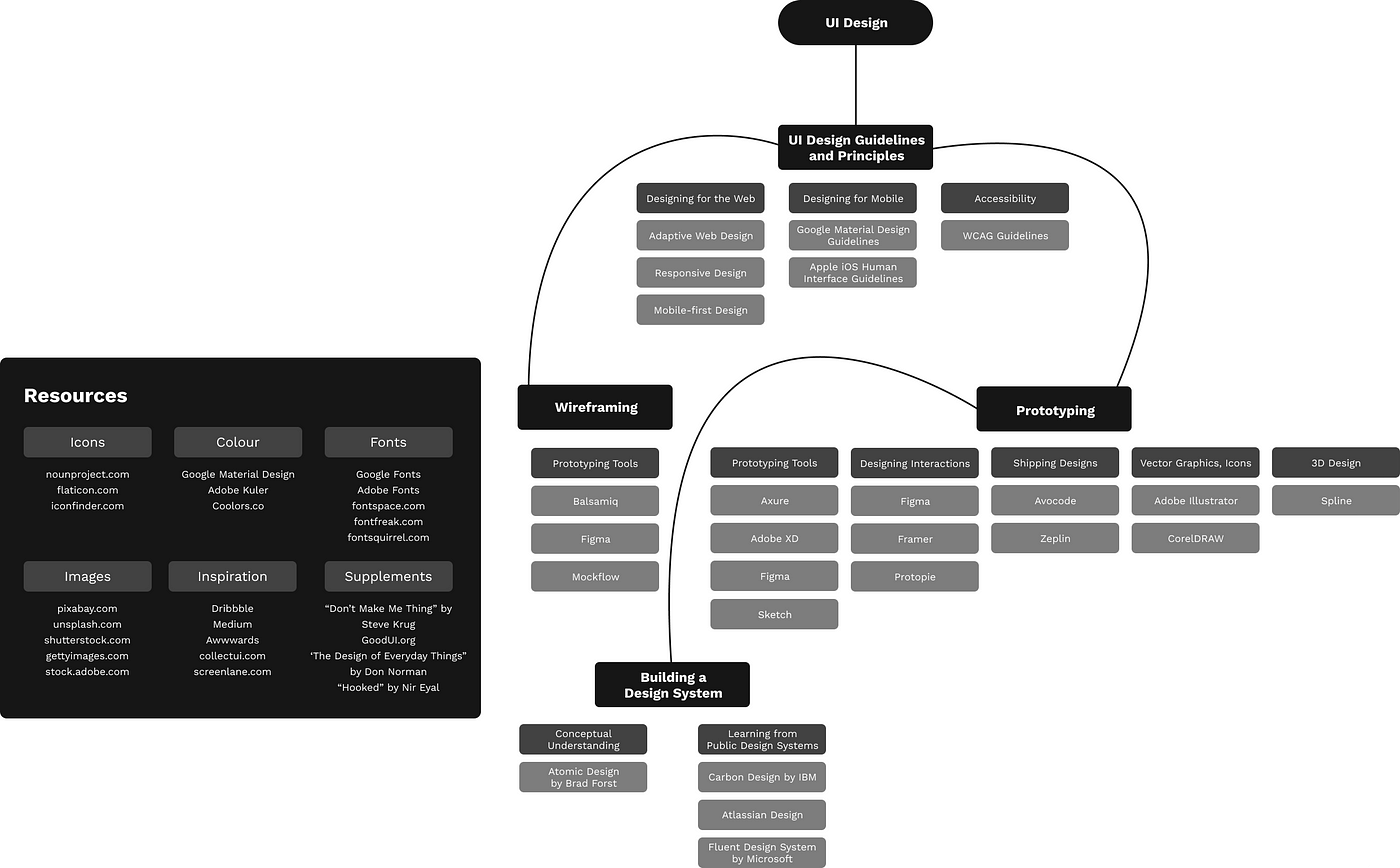 UI Design
UI Design Guidelines
and Principles
Designing for the Web
Adaptive Web Design
Responsive Design
Mobile-first Design
Designing for Mobile
Google Material Design
Guidelines
Apple iOS Human
Interface Guidelines
Accessibility
WCAG Guidelines
Wireframing
Prototyping Tools
Balsamiq
Figma
Mockflow
Prototyping
Prototyping Tools
Axure
Adobe XD
Figma
Sketch
Designing Interactions
Figma
Framer
Protopie
Shipping Designs
Avocode
Zeplin
Vector Graphics, Icons
Adobe Illustrator
CorelDRAW
3D Design
Spline
Building a
Design System
Conceptual
Understanding
Atomic Design
by Brad Forst
Learning from
Public Design Systems
Carbon Design by IBM
Atlassian Design
Fluent Design System
by Microsoft
Resources
Icons
nounproject.com
flaticon.com
iconfinder.com
Colour
Google Material Design
Adobe Kuler
Coolors.co
Fonts
Google Fonts
Adobe Fonts
fontspace.com
fontfreak.com
fontsquirrel.com
Images
pixabay.com
unsplash.com
shutterstock.com
gettyimages.com
stock.adobe.com
Inspiration
Dribbble
Medium
Awwwards
collectui.com
screenlane.com
Supplements
“Don’t Make Me Thing” by
Steve Krug
GoodUI.org
‘The Design of Everyday Things”
by Don Norman
“Hooked” by Nir Eyal